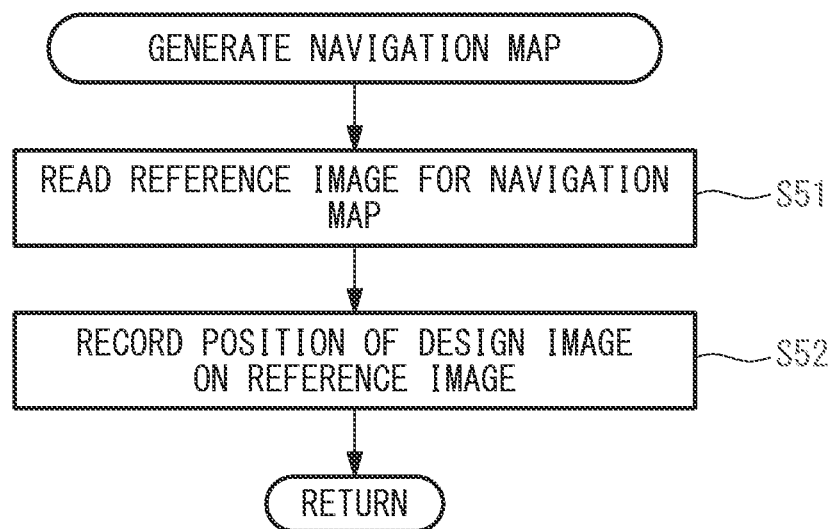 GENERATE NAVIGATION MAP
READ REFERENCE IMAGE FOR NAVIGATION
MAP
S51
RECORD POSITION OF DESIGN IMAGE
ON REFERENCE IMAGE
S52
RETURN